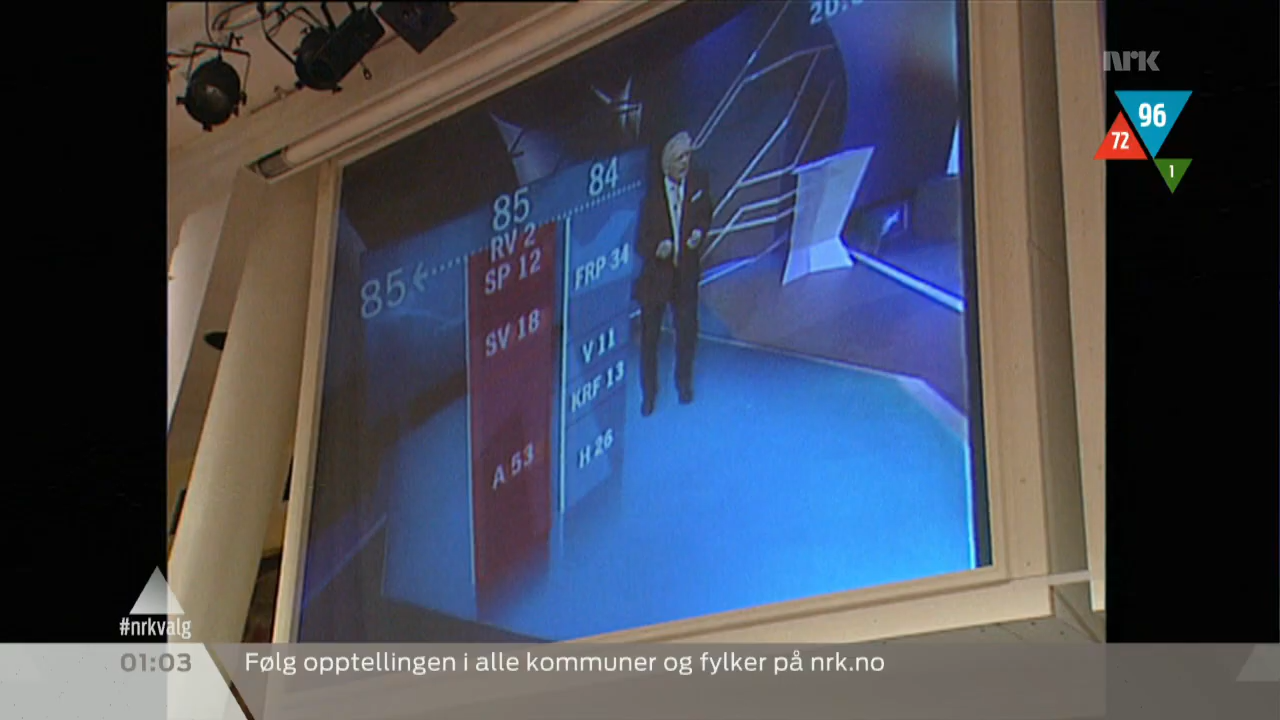 nrk
96
72
1
85
84
85
RV 2
SP 12
SV 18
A 53
FRP 34
V 11
KRF 13
H 26
#nrkvalg
01:03
Følg opptellingen i alle kommuner og fylker på nrk.no